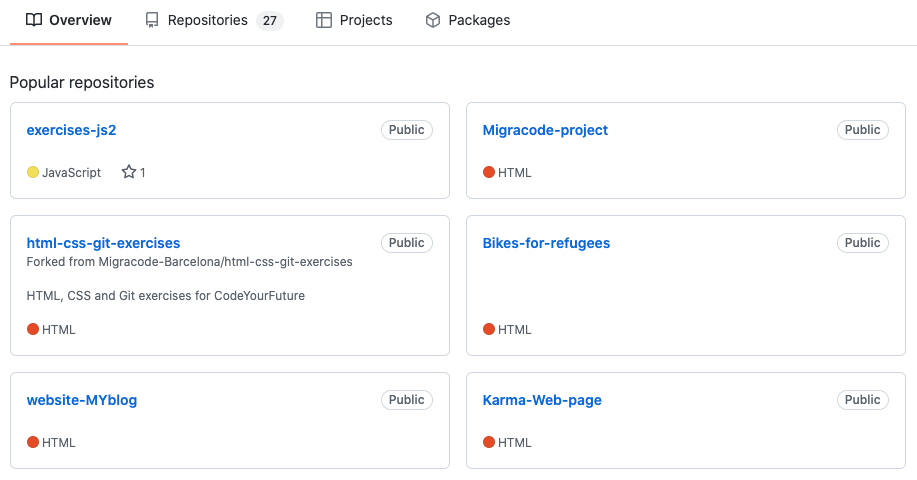 Overview Repositories 27 Projects Packages
Popular repositories
exercises-js2 Public
JavaScript 1
Migracode-project Public
HTML
html-css-git-exercises Public
Forked from Migracode-Barcelona/html-css-git-exercises
HTML, CSS and Git exercises for CodeYourFuture
HTML
Bikes-for-refugees Public
HTML
website-MYblog Public
HTML
Karma-Web-page Public
HTML